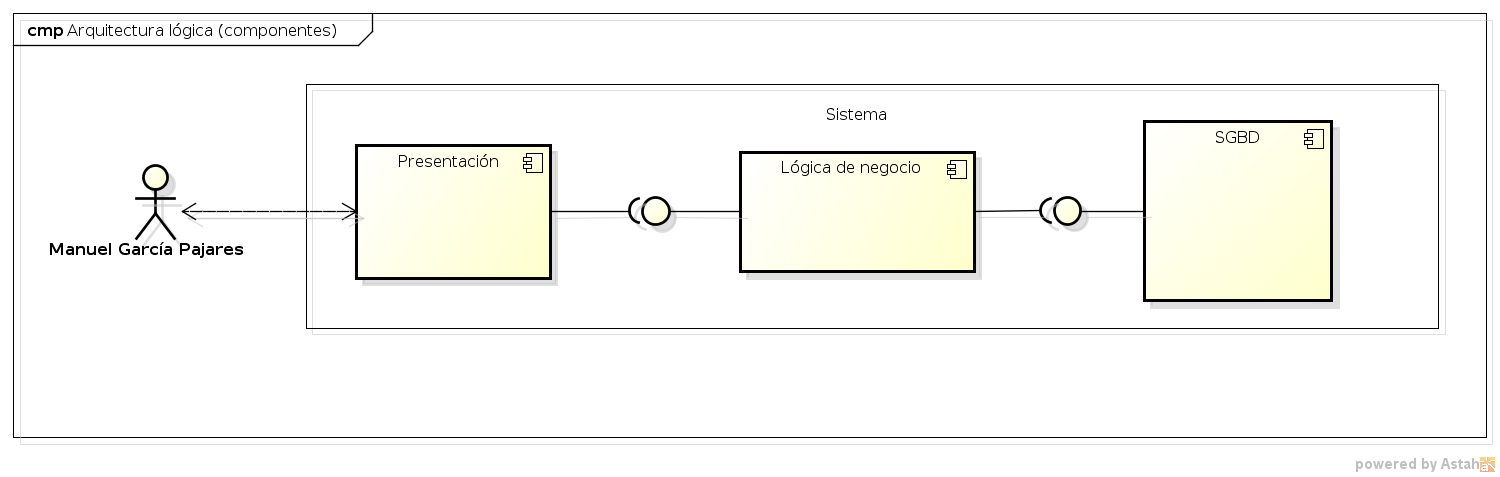 cmp Arquitectura lógica (componentes)
Sistema
Presentación
Lógica de negocio
SGBD
Manuel García Pajares
powered by Astah